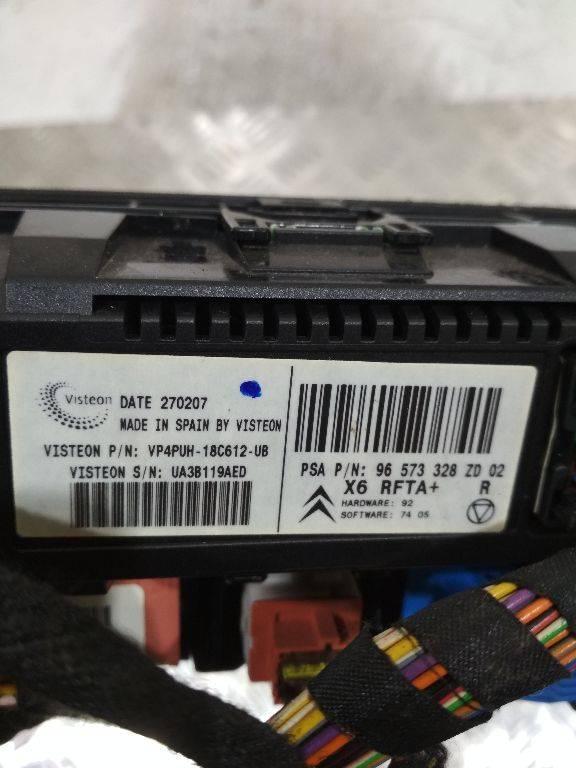 Visteon
DATE 270207
MADE IN SPAIN BY VISTEON
VISTEON P/N: VP4PUH-18C612-UB
VISTEON S/N: UA3B119AED
PSA P/N: 96 573 328 ZD 02
X6 RFTA+ R
HARDWARE: 92
SOFTWARE: 74 05